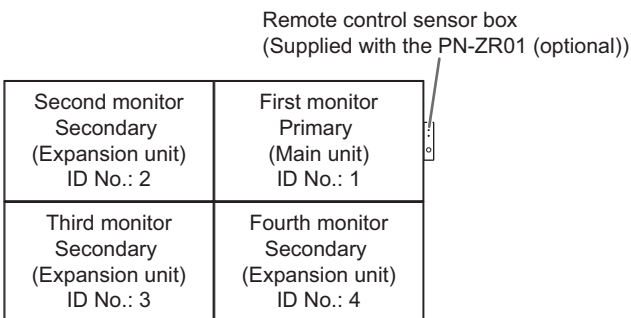 Remote control sensor box
(Supplied with the PN-ZR01 (optional))
Second monitor
Secondary
(Expansion unit)
ID No.: 2
First monitor
Primary
(Main unit)
ID No.: 1
Third monitor
Secondary
(Expansion unit)
ID No.: 3
Fourth monitor
Secondary
(Expansion unit)
ID No.: 4